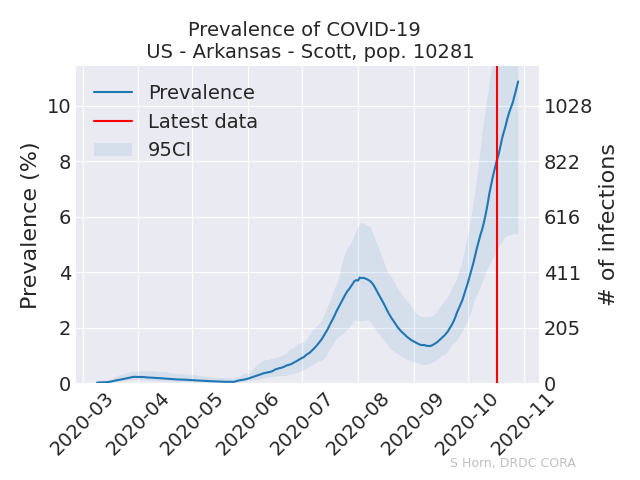 Prevalence of COVID-19
US - Arkansas - Scott, pop. 10281
Prevalence
Latest data
95CI
Prevalence (%)
10
8
6
4
2
0
1028
822
616
411
205
0
# of infections
2020-03
2020-04
2020-05
2020-06
2020-07
2020-08
2020-09
2020-10
2020-11
S Horn, DRDC CORA